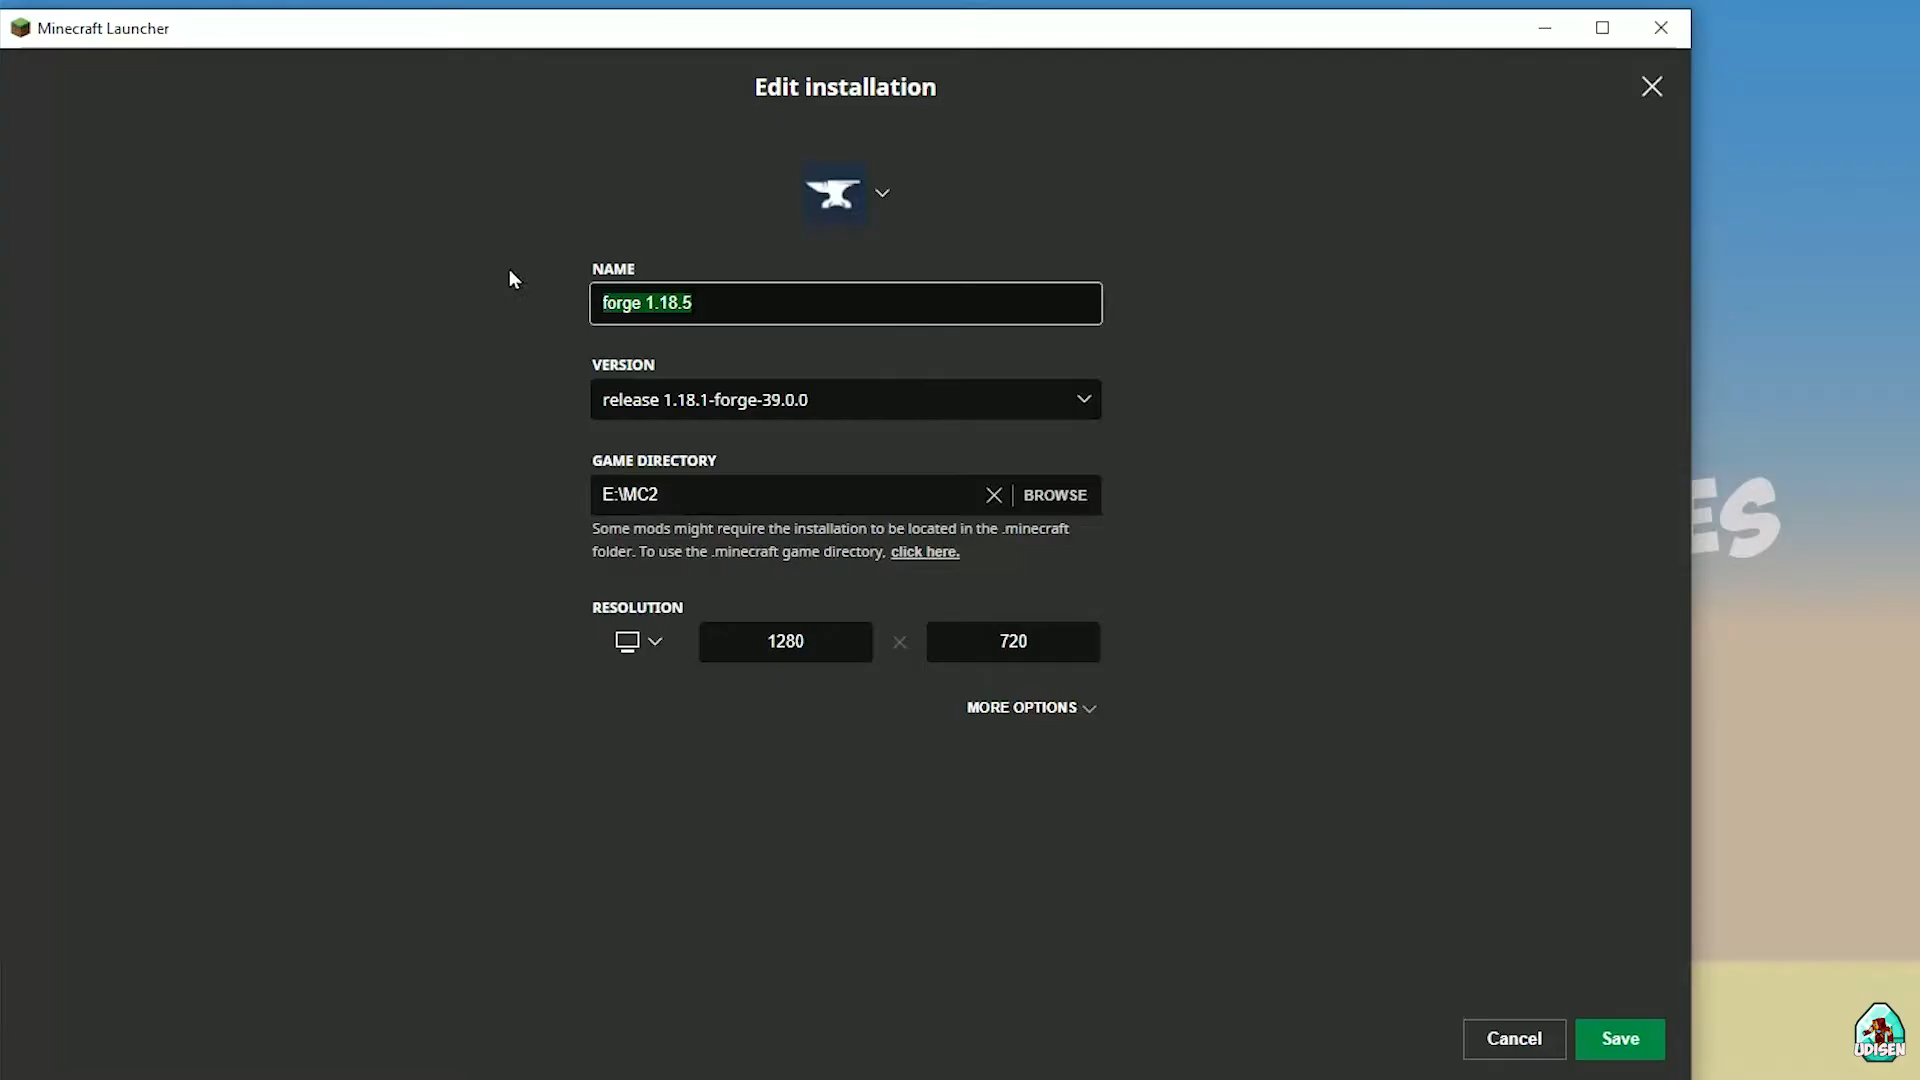 Minecraft Launcher
Edit installation
NAME
forge 1.18.5
VERSION
release 1.18.1-forge-39.0.0
GAME DIRECTORY
E:\MC2
BROWSE
Some mods might require the installation to be located in the .minecraft
folder. To use the .minecraft game directory, click here.
ES
RESOLUTION
1280
720
MORE OPTIONS
Cancel
Save
UDISEN